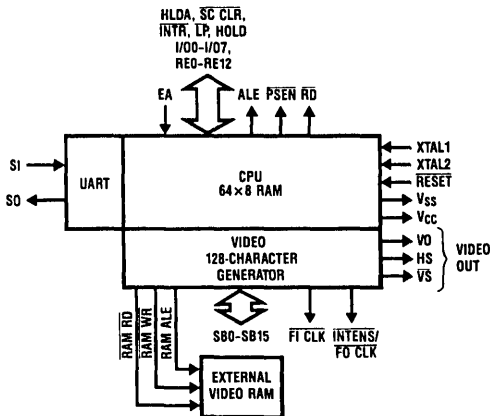 HLDA, SC CLR,
INTR, LP, HOLD
I/O0-I/O7,
RE0-RE12
EA
ALE PSEN RD
SI
SO
UART
CPU
64×8 RAM
XTAL1
XTAL2
RESET
VSS
VCC
VIDEO
128-CHARACTER
GENERATOR
VO
HS
VS
VIDEO
OUT
RAM RD
RAM WR
RAM ALE
SB0-SB15
FI CLK
INTENS/
FO CLK
EXTERNAL
VIDEO RAM